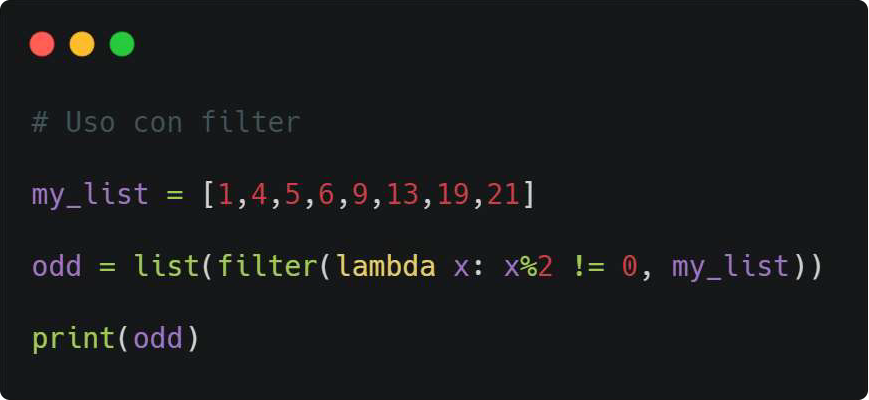 # Uso con filter
my_list = [1,4,5,6,9,13,19,21]
odd = list(filter(lambda x: x%2 != 0, my_list))
print(odd)